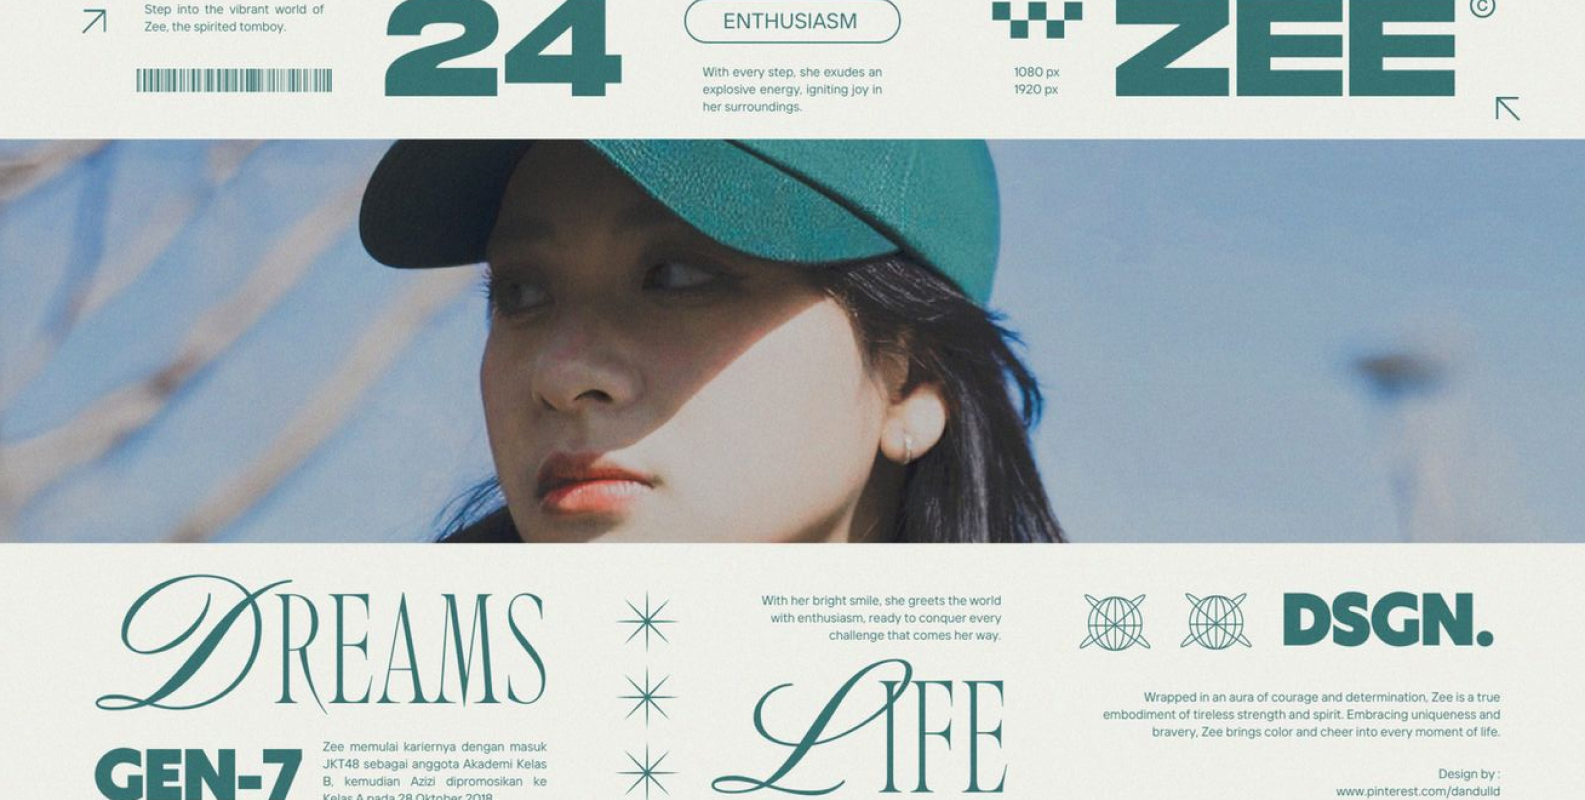 Step into the vibrant world of
Zee, the spirited tomboy.
24
ENTHUSIASM
With every step, she exudes an
explosive energy, igniting joy in
her surroundings.
1080 px
1920 px
ZEE
©
DREAMS
GEN-7
Zee memulai kariernya dengan masuk
JKT48 sebagai anggota Akademi Kelas
B, kemudian Azizi dipromosikan ke
Kelas A pada 28 Oktober 2018
With her bright smile, she greets the world
with enthusiasm, ready to conquer every
challenge that comes her way.
LIFE
DSGN.
Wrapped in an aura of courage and determination, Zee is a true
embodiment of tireless strength and spirit. Embracing uniqueness and
bravery, Zee brings color and cheer into every moment of life.
Design by :
www.pinterest.com/dandulld